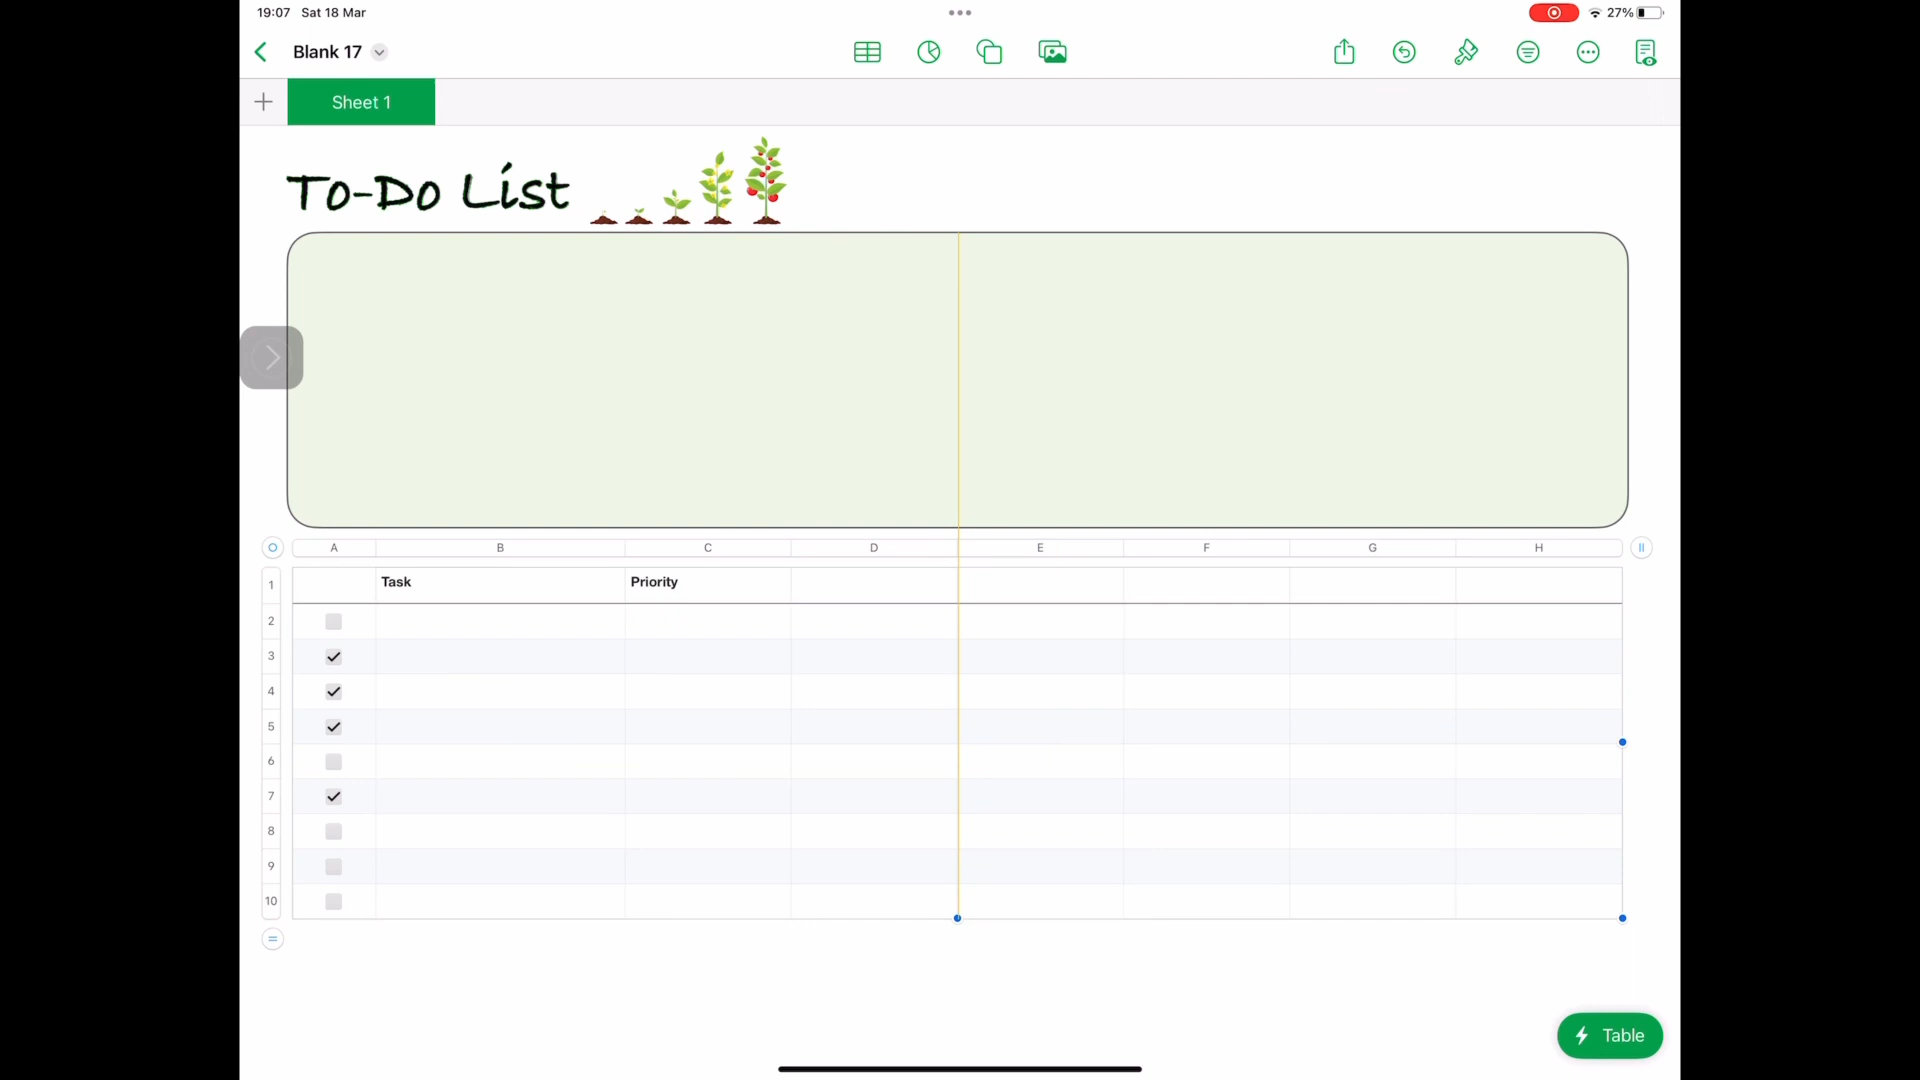 19:07 Sat 18 Mar
27%
Blank 17
Sheet 1
To-Do List
A B C D E F G H
1 Task Priority
2
3
4
5
6
7
8
9
10
Table